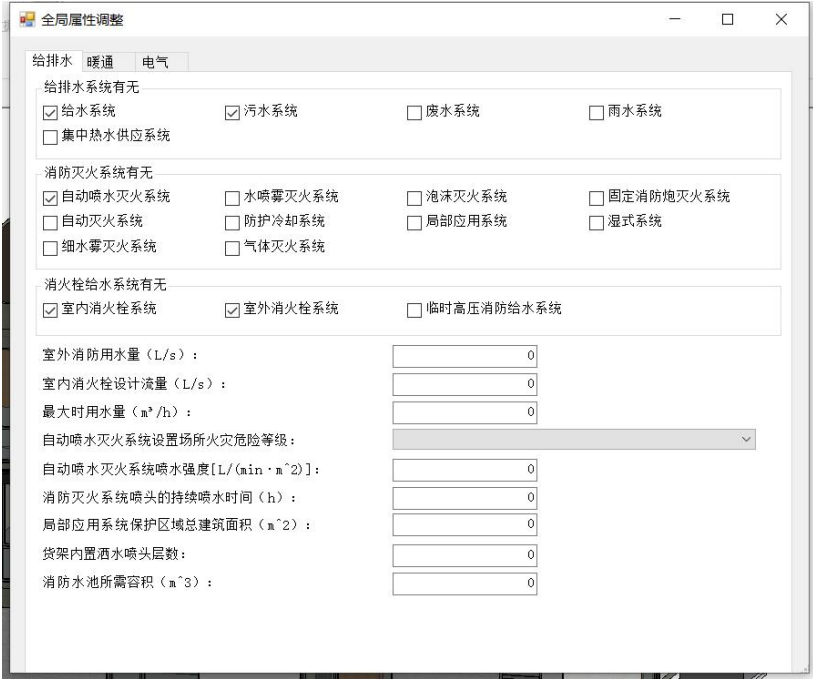 全局属性调整
给排水 暖通 电气
给排水系统有无
给水系统 污水系统 废水系统 雨水系统
集中热水供应系统
消防灭火系统有无
自动喷水灭火系统 水喷雾灭火系统 泡沫灭火系统 固定消防炮灭火系统
自动灭火系统 防护冷却系统 局部应用系统 湿式系统
细水雾灭火系统 气体灭火系统
消火栓给水系统有无
室内消火栓系统 室外消火栓系统 临时高压消防给水系统
室外消防用水量（L/s）: 0
室内消火栓设计流量（L/s）: 0
最大时用水量（m³/h）: 0
自动喷水灭火系统设置场所火灾危险等级:
自动喷水灭火系统喷水强度[L/(min·m^2)]: 0
消防灭火系统喷头的持续喷水时间（h）: 0
局部应用系统保护区域总建筑面积（m^2）: 0
货架内置洒水喷头层数: 0
消防水池所需容积（m^3）: 0